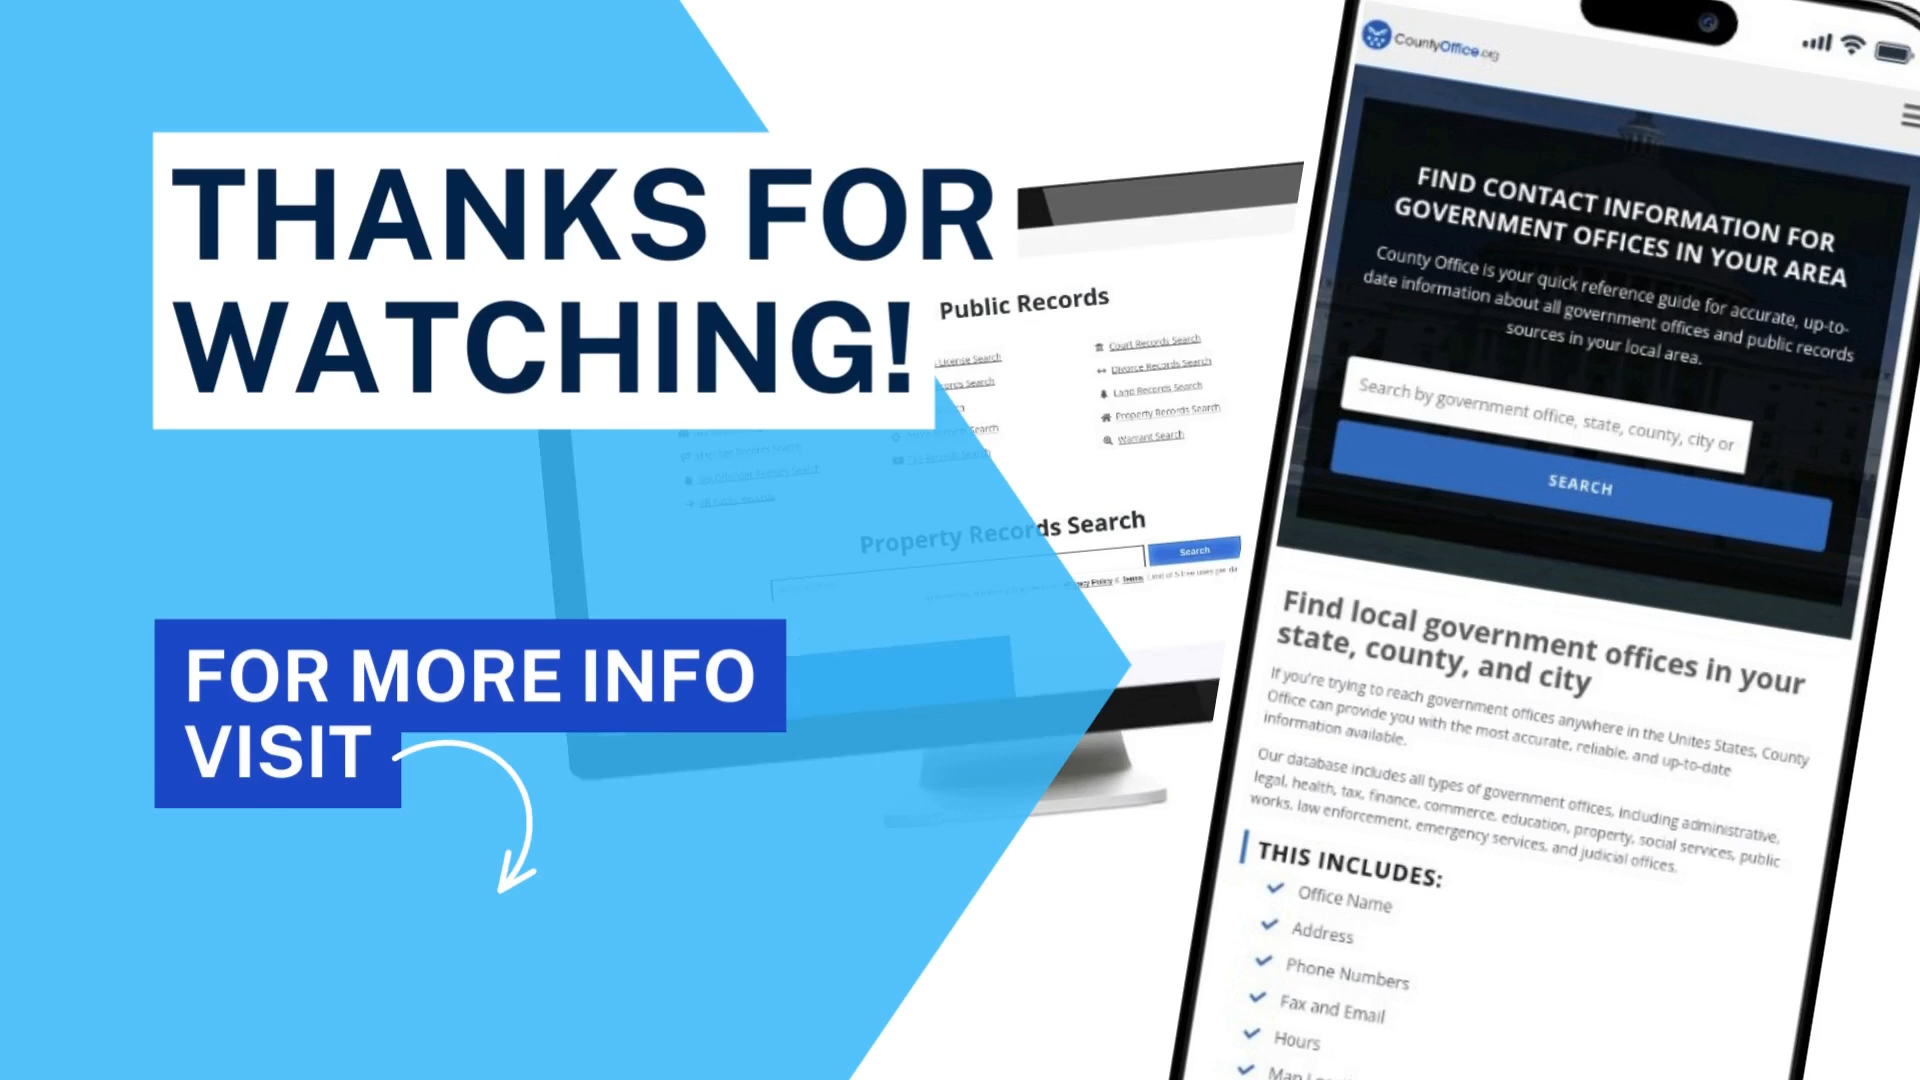 THANKS FOR
WATCHING!
FOR MORE INFO
VISIT
Public Records
License Search
Search
Search
Court Records Search
Divorce Records Search
Land Records Search
Property Records Search
Warrant Search
Property Records Search
Search
Policy & Terms
CountyOffice.org
FIND CONTACT INFORMATION FOR
GOVERNMENT OFFICES IN YOUR AREA
County Office is your quick reference guide for accurate, up-to-
date information about all government offices and public records
sources in your local area.
Search by government office, state, county, city or
SEARCH
Find local government offices in your
state, county, and city
If you're trying to reach government offices anywhere in the Unites States, County
Office can provide you with the most accurate, reliable, and up-to-date
information available.
Our database includes all types of government offices, including administrative,
legal, health, tax, finance, commerce, education, property, social services, public
works, law enforcement, emergency services, and judicial offices.
THIS INCLUDES:
Office Name
Address
Phone Numbers
Fax and Email
Hours
Map